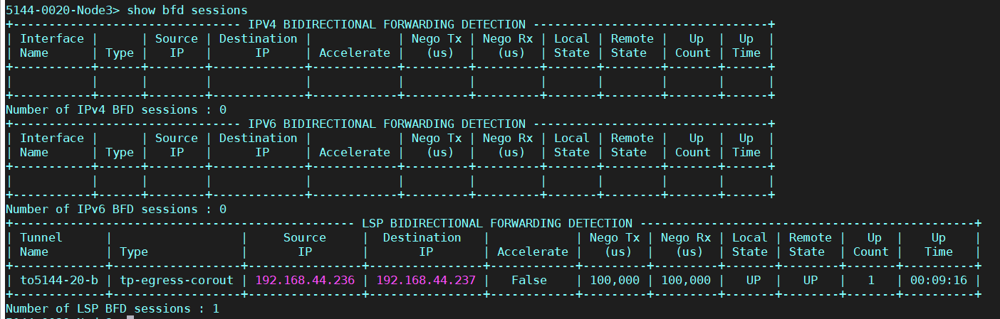 5144-0020-Node3> show bfd sessions
+-------------------------------- IPV4 BIDIRECTIONAL FORWARDING DETECTION ---------------------------------+
| Interface |      | Source | Destination |            | Nego Tx | Nego Rx | Local | Remote |   Up  |  Up  |
| Name      | Type |   IP   |      IP     | Accelerate |   (us)  |   (us)  | State | State  | Count | Time |
+-----------+------+--------+-------------+------------+---------+---------+-------+--------+-------+------+
|           |      |        |             |            |         |         |       |        |       |      |
+-----------+------+--------+-------------+------------+---------+---------+-------+--------+-------+------+
Number of IPv4 BFD sessions : 0
+-------------------------------- IPV6 BIDIRECTIONAL FORWARDING DETECTION ---------------------------------+
| Interface |      | Source | Destination |            | Nego Tx | Nego Rx | Local | Remote |   Up  |  Up  |
| Name      | Type |   IP   |      IP     | Accelerate |   (us)  |   (us)  | State | State  | Count | Time |
+-----------+------+--------+-------------+------------+---------+---------+-------+--------+-------+------+
|           |      |        |             |            |         |         |       |        |       |      |
+-----------+------+--------+-------------+------------+---------+---------+-------+--------+-------+------+
Number of IPv6 BFD sessions : 0
+------------------------------------------------ LSP BIDIRECTIONAL FORWARDING DETECTION -----------------------------------------------+
| Tunnel      |                  |     Source     |  Destination   |            | Nego Tx | Nego Rx | Local | Remote |   Up  |    Up    |
| Name        | Type             |       IP       |       IP       | Accelerate |   (us)  |   (us)  | State | State  | Count |   Time   |
+-------------+------------------+----------------+----------------+------------+---------+---------+-------+--------+-------+----------+
| to5144-20-b | tp-egress-corout | 192.168.44.236 | 192.168.44.237 |   False    | 100,000 | 100,000 |   UP  |   UP   |   1   | 00:09:16 |
+-------------+------------------+----------------+----------------+------------+---------+---------+-------+--------+-------+----------+
Number of LSP BFD sessions : 1